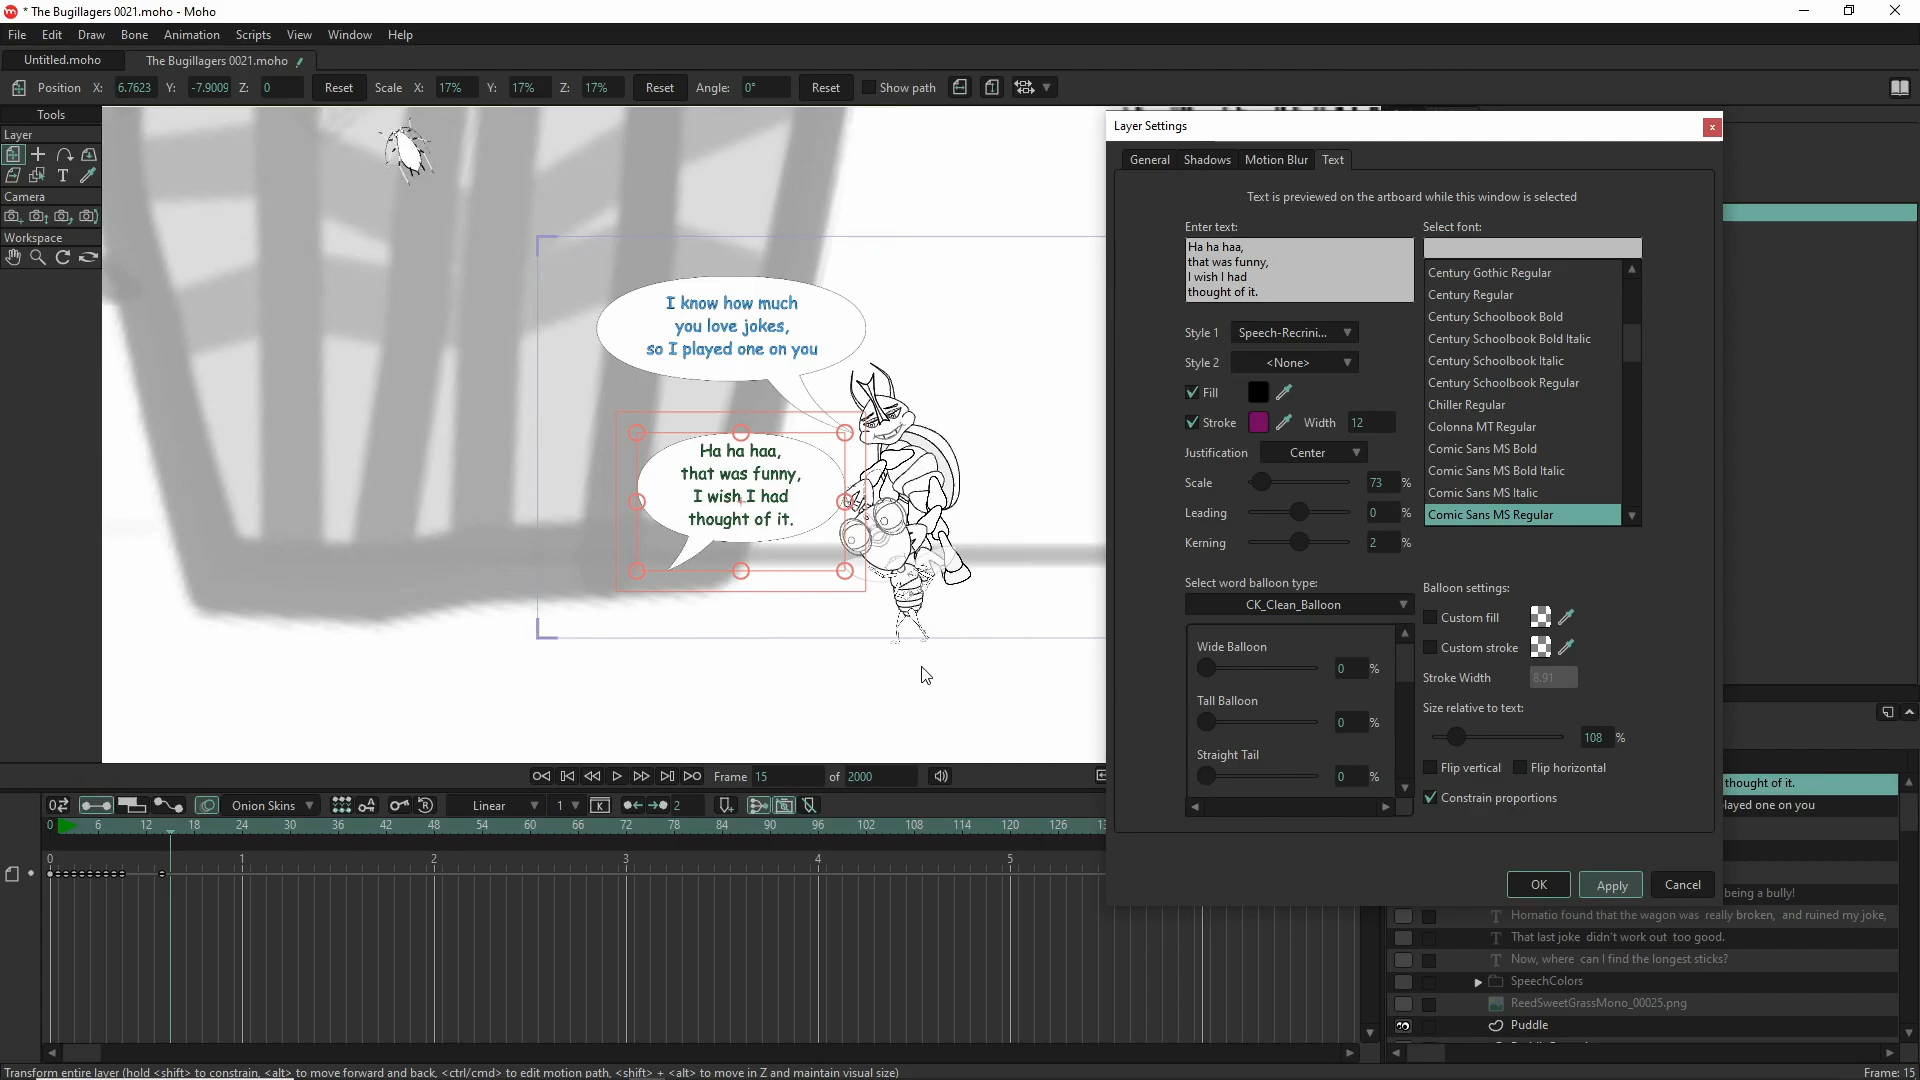 * The Bugillagers 0021.moho - Moho
File Edit Draw Bone Animation Scripts View Window Help
Untitled.moho The Bugillagers 0021.moho
Position X: 6.7623 Y: -7.9009 Z: 0 Reset Scale X: 17% Y: 17% Z: 17% Reset Angle: 0° Reset Show path
Tools
Layer
Camera
Workspace
I know how much
you love jokes,
so I played one on you
Ha ha haa,
that was funny,
I wish I had
thought of it.
Layer Settings
General Shadows Motion Blur Text
Text is previewed on the artboard while this window is selected
Enter text:
Ha ha haa,
that was funny,
I wish I had
thought of it.
Select font:
Century Gothic Regular
Century Regular
Century Schoolbook Bold
Century Schoolbook Bold Italic
Century Schoolbook Italic
Century Schoolbook Regular
Chiller Regular
Colonna MT Regular
Comic Sans MS Bold
Comic Sans MS Bold Italic
Comic Sans MS Italic
Comic Sans MS Regular
Style 1 Speech-Recrini...
Style 2 <None>
Fill
Stroke Width 12
Justification Center
Scale 73 %
Leading 0 %
Kerning 2 %
Select word balloon type:
CK_Clean_Balloon
Wide Balloon
0 %
Tall Balloon
0 %
Straight Tail
0 %
Balloon settings:
Custom fill
Custom stroke
Stroke Width 8.91
Size relative to text:
108 %
Flip vertical Flip horizontal
Constrain proportions
OK Apply Cancel
Frame 15 of 2000
Onion Skins Linear 1 K 2
0 6 12 18 24 30 36 42 48 54 60 66 72 78 84 90 96 102 108 114 120 126
0 1 2 3 4 5
thought of it.
layed one on you
being a bully!
Hornatio found that the wagon was really broken, and ruined my joke,
That last joke didn't work out too good.
Now, where can I find the longest sticks?
SpeechColors
ReedSweetGrassMono_00025.png
Puddle
Transform entire layer (hold <shift> to constrain, <alt> to move forward and back, <ctrl/cmd> to edit motion path, <shift> + <alt> to move in Z and maintain visual size)
Frame: 15